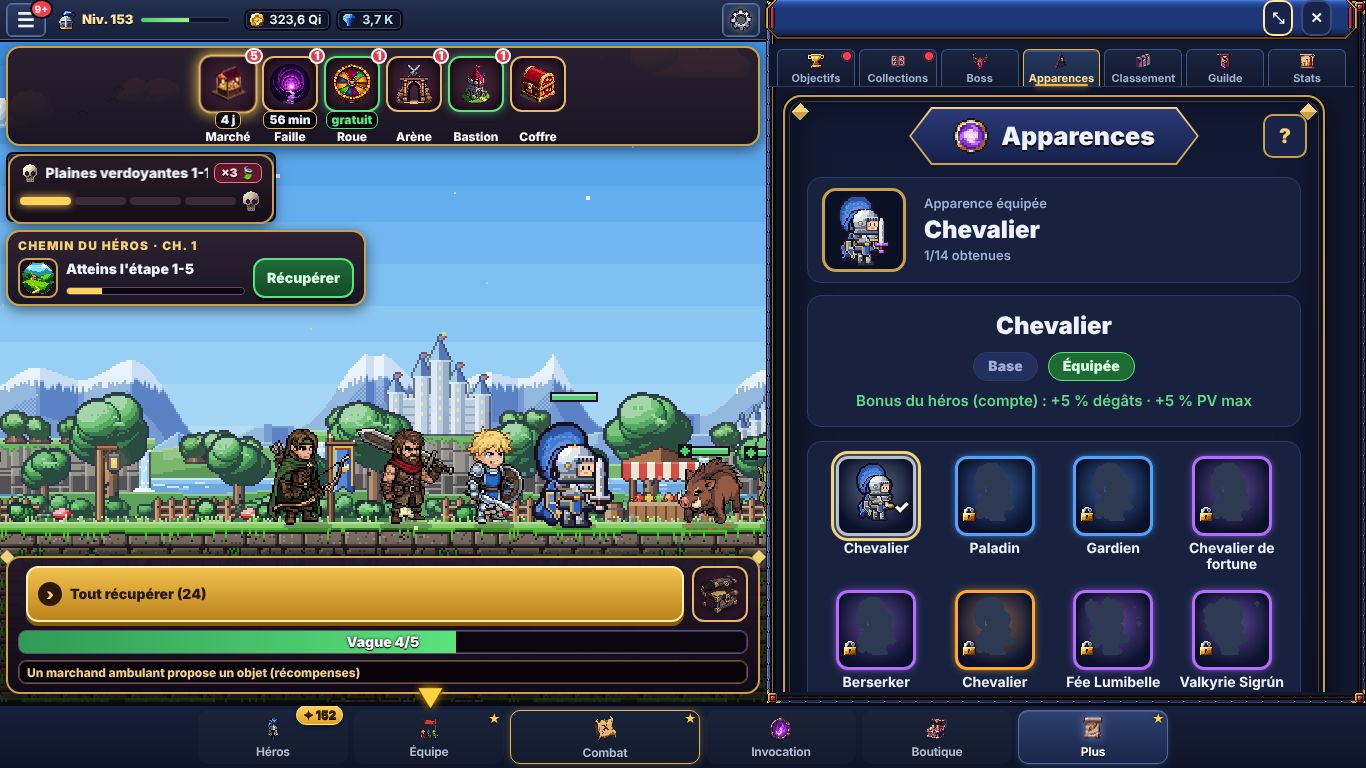 9+
Niv. 153
323,6 Qi
3,7 K
5
1
1
1
1
4 j
56 min
gratuit
Marché
Faille
Roue
Arène
Bastion
Coffre
Plaines verdoyantes 1-1
×3
CHEMIN DU HÉROS · CH. 1
Atteins l'étape 1-5
Récupérer
Tout récupérer (24)
Vague 4/5
Un marchand ambulant propose un objet (récompenses)
Objectifs
Collections
Boss
Apparences
Classement
Guilde
Stats
Apparences
?
Apparence équipée
Chevalier
1/14 obtenues
Chevalier
Base
Équipée
Bonus du héros (compte) : +5 % dégâts · +5 % PV max
Chevalier
Paladin
Gardien
Chevalier de
fortune
Berserker
Chevalier
Fée Lumibelle
Valkyrie Sigrún
152
Héros
Équipe
Combat
Invocation
Boutique
Plus